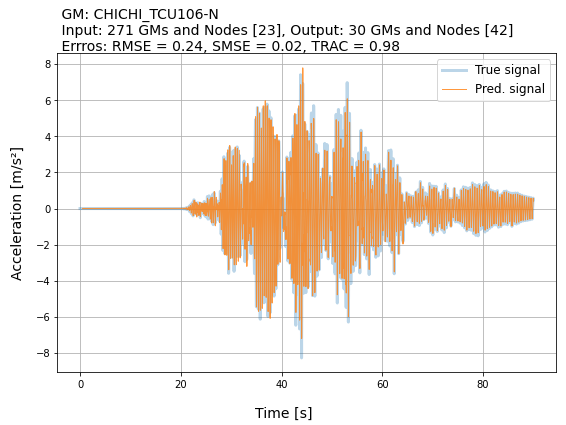 GM: CHICHI_TCU106-N
Input: 271 GMs and Nodes [23], Output: 30 GMs and Nodes [42]
Errros: RMSE = 0.24, SMSE = 0.02, TRAC = 0.98
True signal
Pred. signal
8
6
4
2
0
−2
−4
−6
−8
Acceleration [m/s²]
0 20 40 60 80
Time [s]